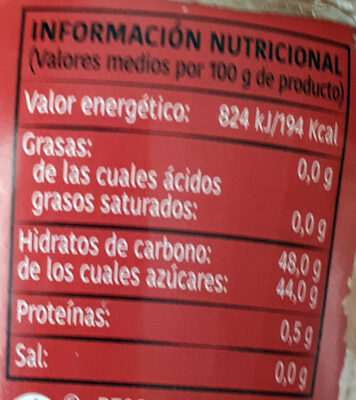 INFORMACIÓN NUTRICIONAL
(Valores medios por 100 g de producto)
Valor energético: 824 kJ/194 Kcal
Grasas: 0,0 g
de las cuales ácidos
grasos saturados: 0,0 g
Hidratos de carbono: 48,0 g
de los cuales azúcares: 44,0 g
Proteínas: 0,5 g
Sal: 0,0 g